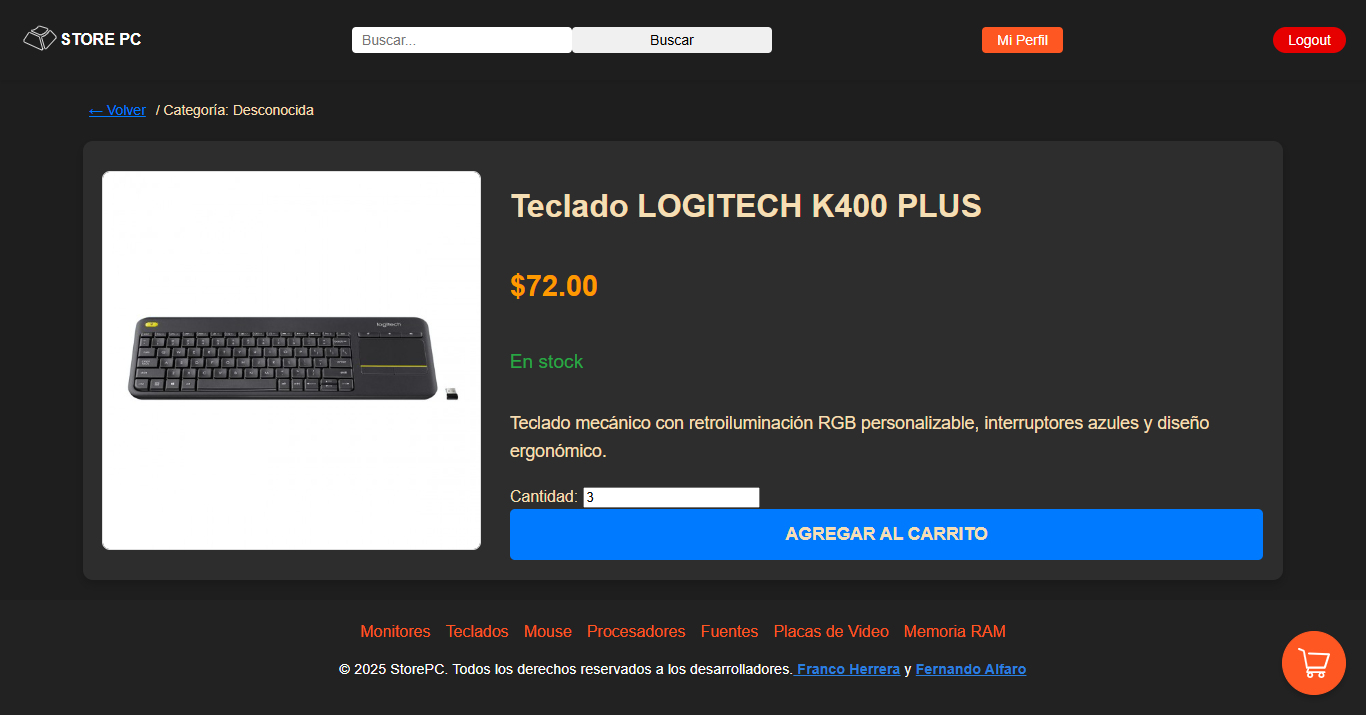 STORE PC
Buscar...
Buscar
Mi Perfil
Logout
← Volver / Categoría: Desconocida
logitech
Teclado LOGITECH K400 PLUS
$72.00
En stock
Teclado mecánico con retroiluminación RGB personalizable, interruptores azules y diseño
ergonómico.
Cantidad: 3
AGREGAR AL CARRITO
Monitores Teclados Mouse Procesadores Fuentes Placas de Video Memoria RAM
© 2025 StorePC. Todos los derechos reservados a los desarrolladores. Franco Herrera y Fernando Alfaro